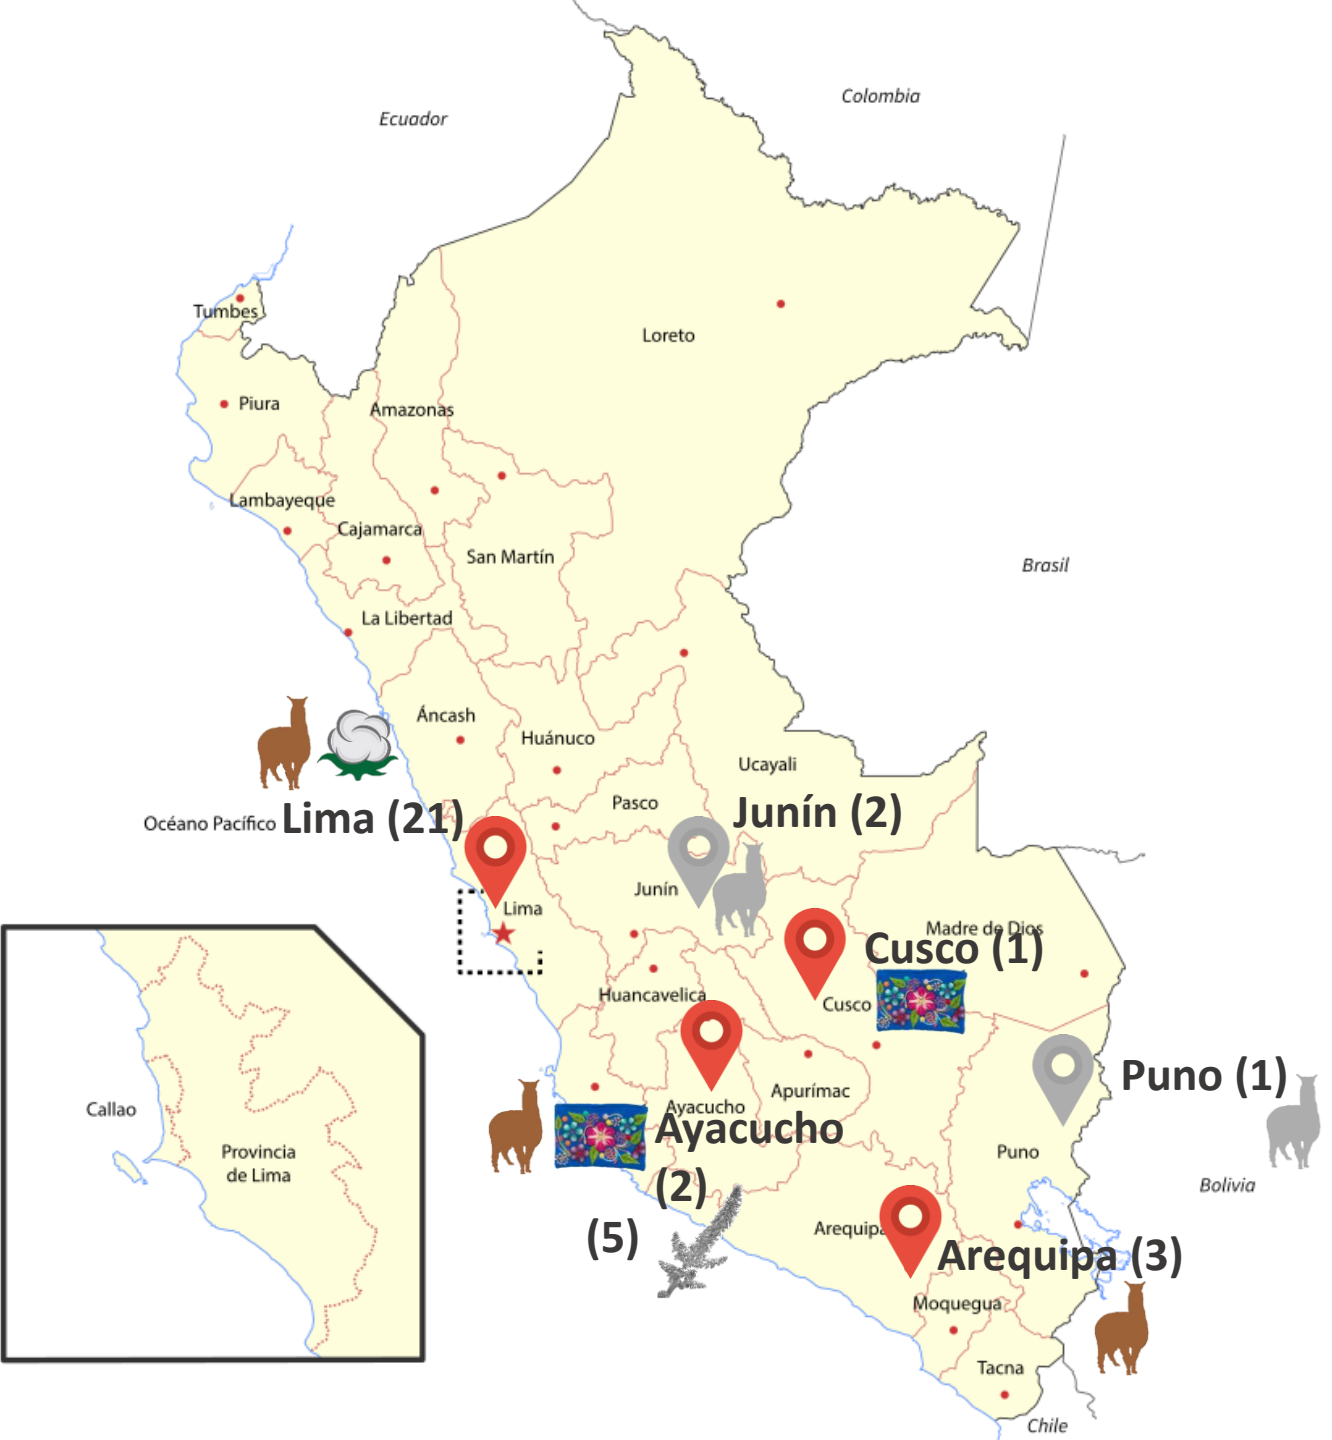 Colombia
Ecuador
Tumbes
Loreto
Piura
Amazonas
Lambayeque
Cajamarca
San Martín
Brasil
La Libertad
Áncash
Huánuco
Ucayali
Pasco
Junín (2)
Océano Pacífico
Lima (21)
Junín
Lima
Madre de Dios
Cusco (1)
Huancavelica
Cusco
Puno (1)
Apurímac
Callao
Ayacucho
Ayacucho
(2)
Provincia
de Lima
Puno
Bolivia
(5)
Arequipa
Arequipa (3)
Moquegua
Tacna
Chile